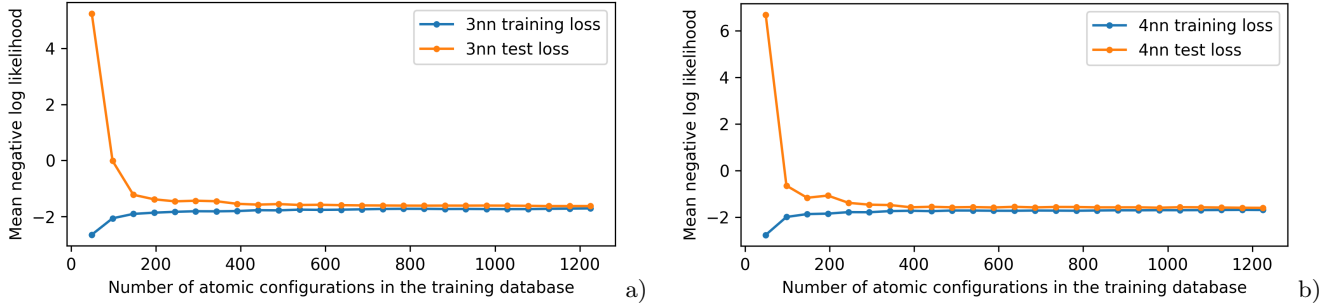 Mean negative log likelihood
4
2
0
−2
3nn training loss
3nn test loss
0 200 400 600 800 1000 1200
Number of atomic configurations in the training database
a)
Mean negative log likelihood
6
4
2
0
−2
4nn training loss
4nn test loss
0 200 400 600 800 1000 1200
Number of atomic configurations in the training database
b)